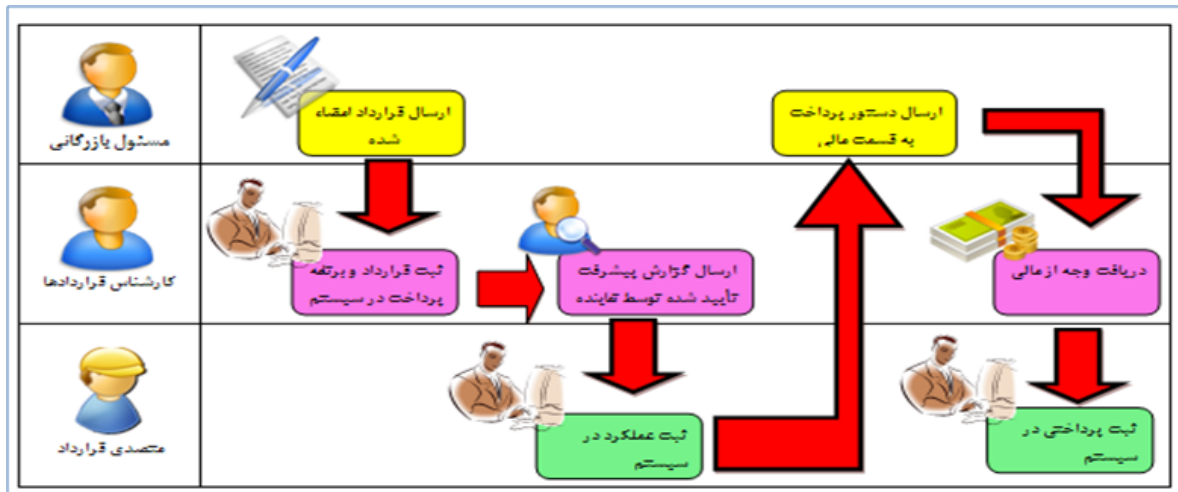 مسئول بازرگانی
ارسال قرارداد امضاء
شده
ارسال دستور پرداخت
به قسمت مالی
کارشناس قراردادها
ثبت قرارداد و برنامه
پرداخت در سیستم
ارسال گزارش پیشرفت
تأیید شده توسط نماینده
دریافت وجه از مالی
متصدی قرارداد
ثبت عملکرد در
سیستم
ثبت پرداختی در
سیستم